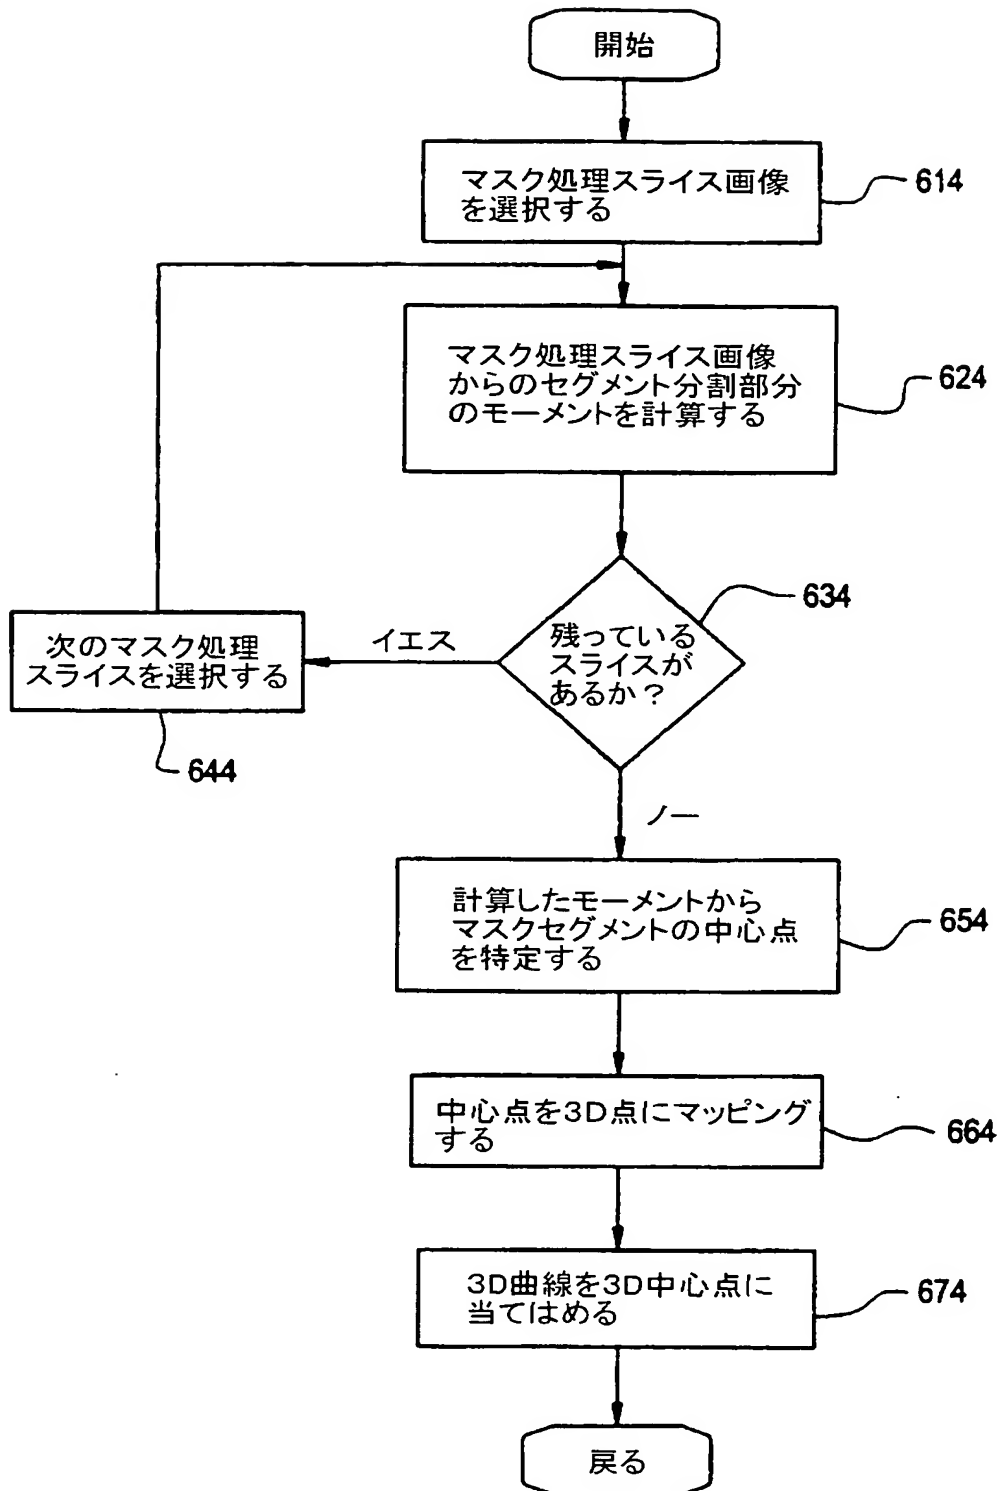 開始
マスク処理スライス画像
を選択する
614
マスク処理スライス画像
からのセグメント分割部分
のモーメントを計算する
624
残っている
スライスが
あるか？
634
イエス
次のマスク処理
スライスを選択する
644
ノー
計算したモーメントから
マスクセグメントの中心点
を特定する
654
中心点を3D点にマッピング
する
664
3D曲線を3D中心点に
当てはめる
674
戻る